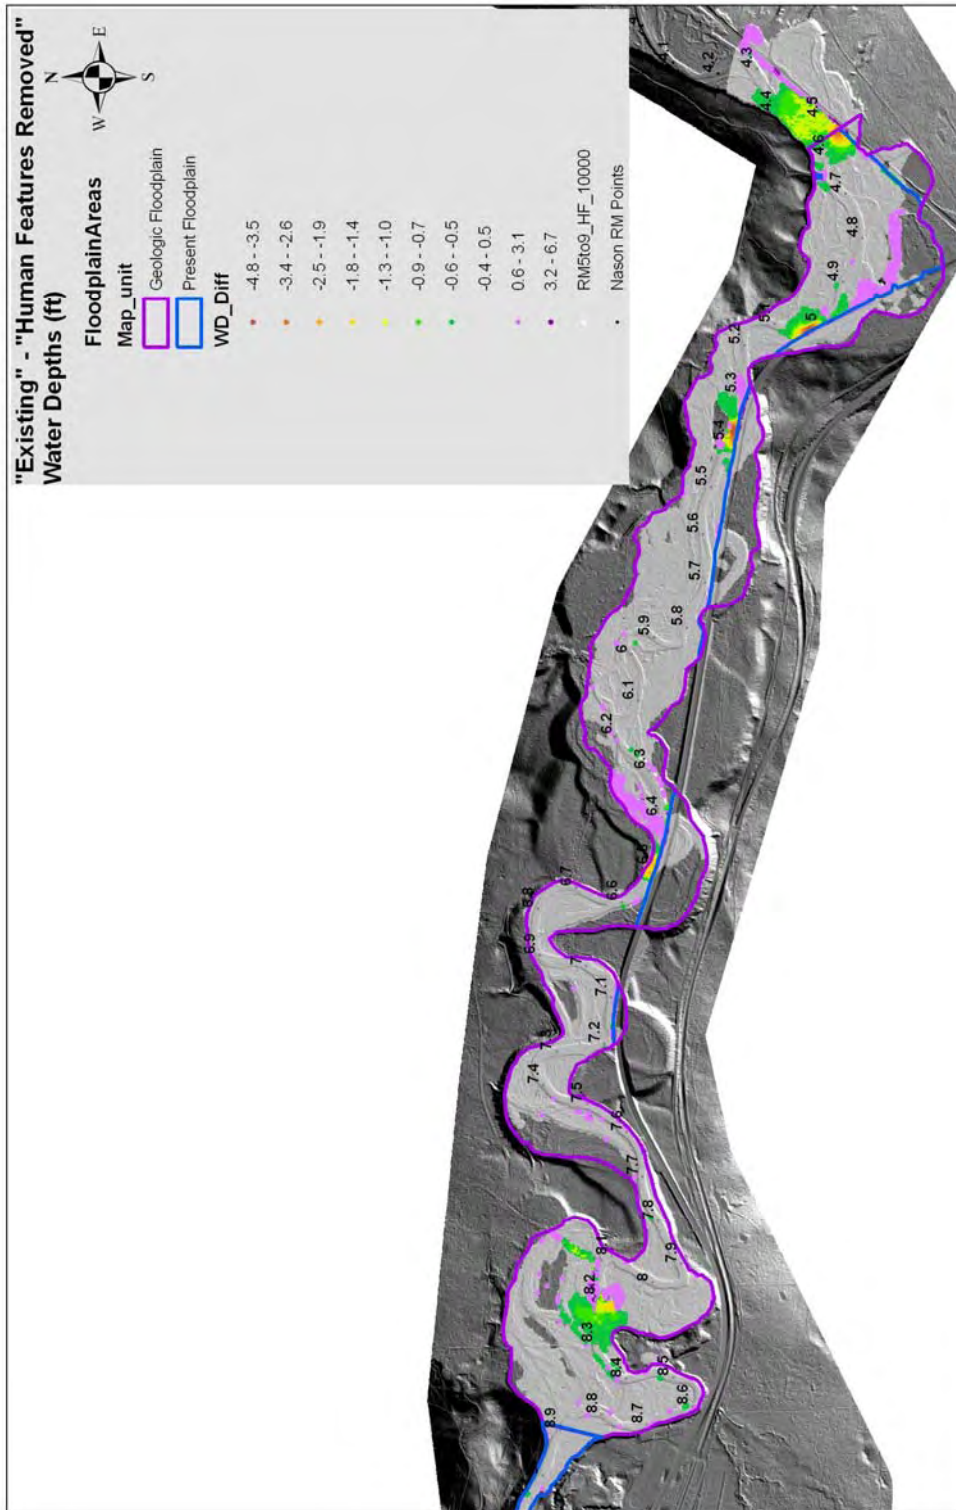 "Existing" - "Human Features Removed"
Water Depths (ft)
N
W
E
S
FloodplainAreas
Map_unit
Geologic Floodplain
Present Floodplain
WD_Diff
-4.8 - -3.5
-3.4 - -2.6
-2.5 - -1.9
-1.8 - -1.4
-1.3 - -1.0
-0.9 - -0.7
-0.6 - -0.5
-0.4 - 0.5
0.6 - 3.1
3.2 - 6.7
RM5to9_HF_10000
Nason RM Points
8.9
8.8
8.7
8.6
8.5
8.4
8.3
8.2
8.1
8
7.9
7.8
7.7
7.6
7.5
7.4
7.2
7.1
7
6.9
6.8
6.7
6.6
6.5
6.4
6.3
6.2
6.1
6
5.9
5.8
5.7
5.6
5.5
5.4
5.3
5.2
5.1
5
4.9
4.8
4.7
4.6
4.5
4.4
4.3
4.2
4.1